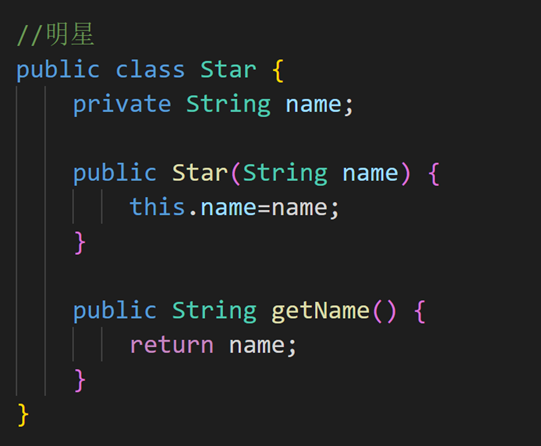 //明星
public class Star {
    private String name;

    public Star(String name) {
        this.name=name;
    }

    public String getName() {
        return name;
    }
}